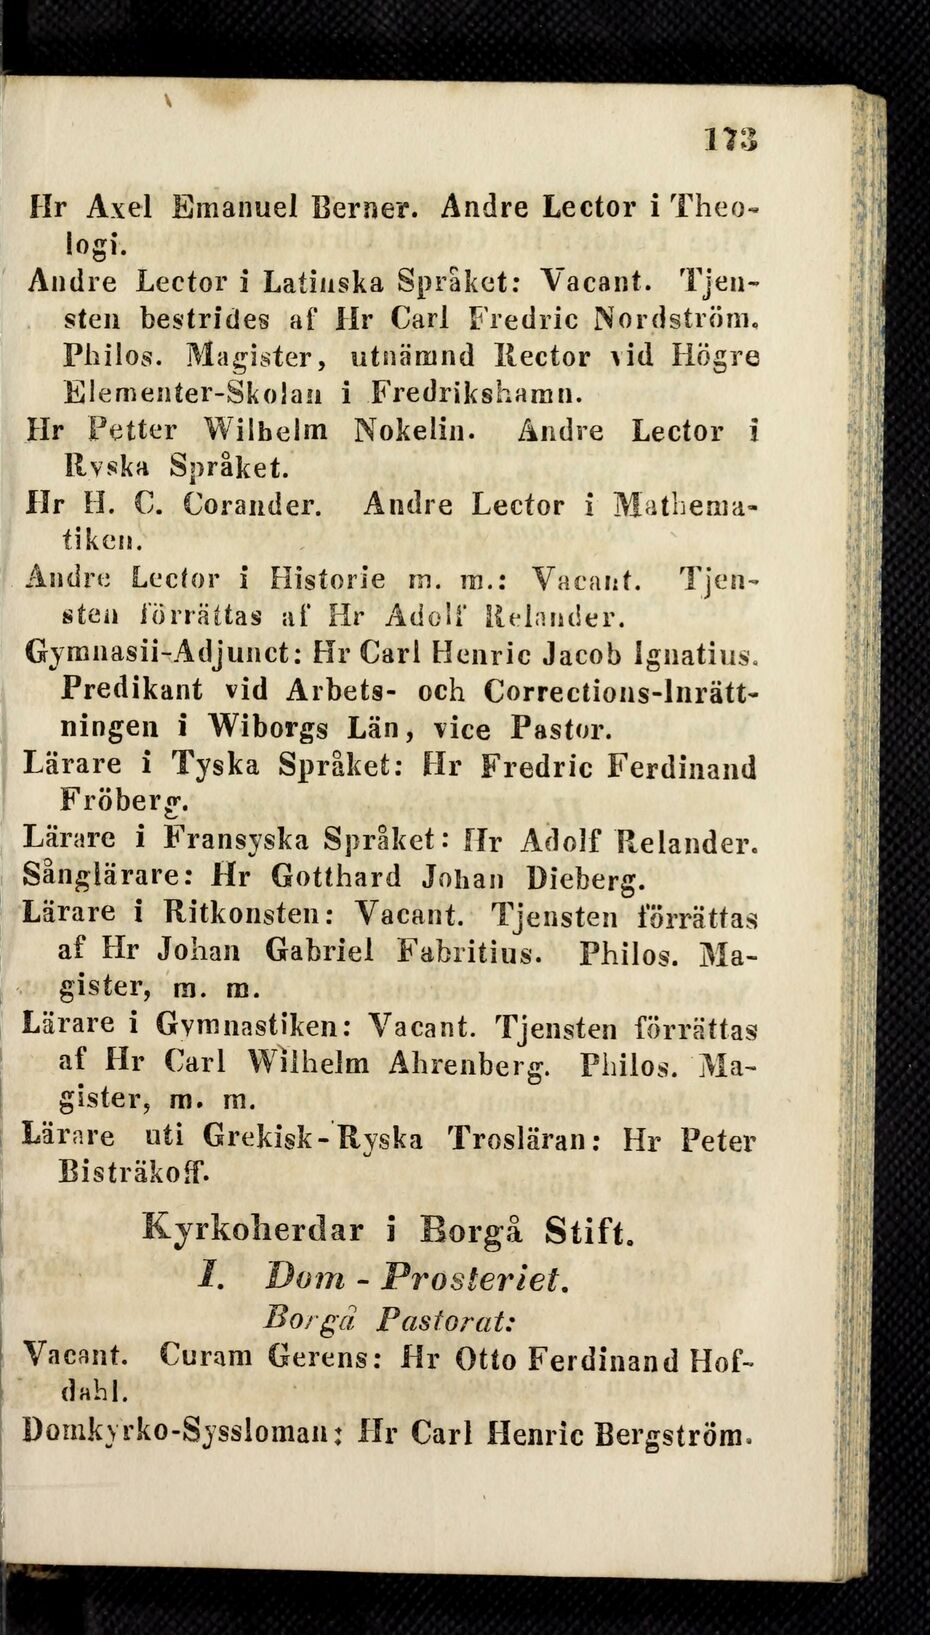 173
Hr Axel Emanuel Berner. Andre Lector i Theo-
logi.
Andre Lector i Latinska Språket: Vacant. Tjen-
sten bestrides af Hr Carl Fredric Nordström.
Philos. Magister, utnämnd Rector vid Högre
Elementer-Skolan i Fredrikshamn.
Hr Petter Wilhelm Nokelin. Andre Lector i
Ryska Språket.
Hr H. C. Corander. Andre Lector i Mathema-
tiken.
Andre Lector i Historie m. m.: Vacant. Tjen-
sten förrättas af Hr Adolf Relander.
Gymnasii-Adjunct: Hr Carl Henric Jacob Ignatius.
Predikant vid Arbets- och Corrections-Inrätt-
ningen i Wiborgs Län, vice Pastor.
Lärare i Tyska Språket: Hr Fredric Ferdinand
Fröberg.
Lärare i Fransyska Språket: Hr Adolf Relander.
Sånglärare: Hr Gotthard Johan Dieberg.
Lärare i Ritkonsten: Vacant. Tjensten förrättas
af Hr Johan Gabriel Fabritius. Philos. Ma-
gister, m. m.
Lärare i Gymnastiken: Vacant. Tjensten förrättas
af Hr Carl Wilhelm Ahrenberg. Philos. Ma-
gister, m. m.
Lärare uti Grekisk-Ryska Trosläran: Hr Peter
Bisträkoff.
Kyrkoherdar i Borgå Stift.
I. Dom-Prosteriet.
Borgå Pastorat:
Vacant. Curam Gerens: Hr Otto Ferdinand Hof-
dahl.
Domkyrko-Syssloman: Hr Carl Henric Bergström.